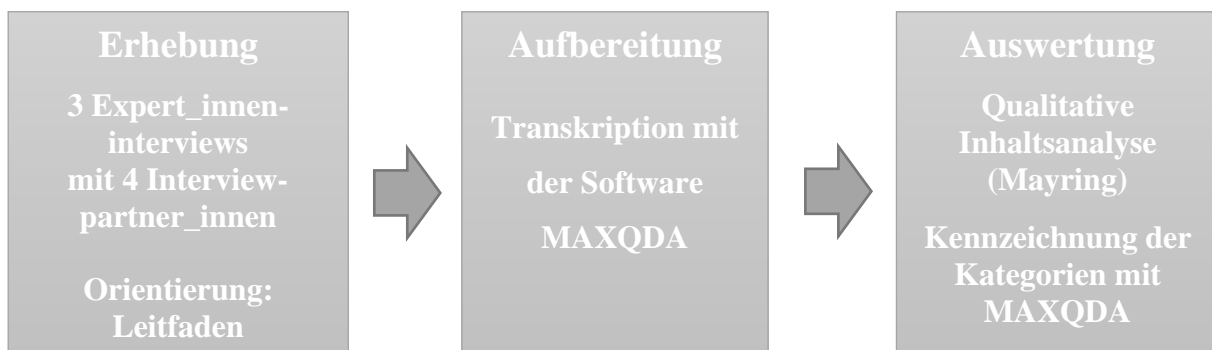 Erhebung
3 Expert_innen-
interviews
mit 4 Interview-
partner_innen
Orientierung:
Leitfaden
Aufbereitung
Transkription mit
der Software
MAXQDA
Auswertung
Qualitative
Inhaltsanalyse
(Mayring)
Kennzeichnung der
Kategorien mit
MAXQDA